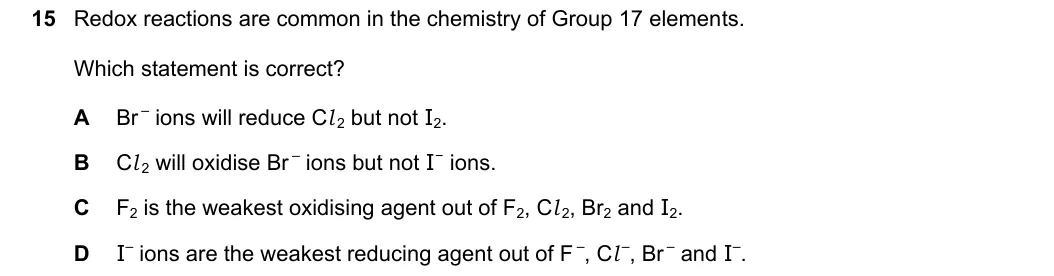 15 Redox reactions are common in the chemistry of Group 17 elements.
Which statement is correct?
A Br⁻ ions will reduce Cl₂ but not I₂.
B Cl₂ will oxidise Br⁻ ions but not I⁻ ions.
C F₂ is the weakest oxidising agent out of F₂, Cl₂, Br₂ and I₂.
D I⁻ ions are the weakest reducing agent out of F⁻, Cl⁻, Br⁻ and I⁻.